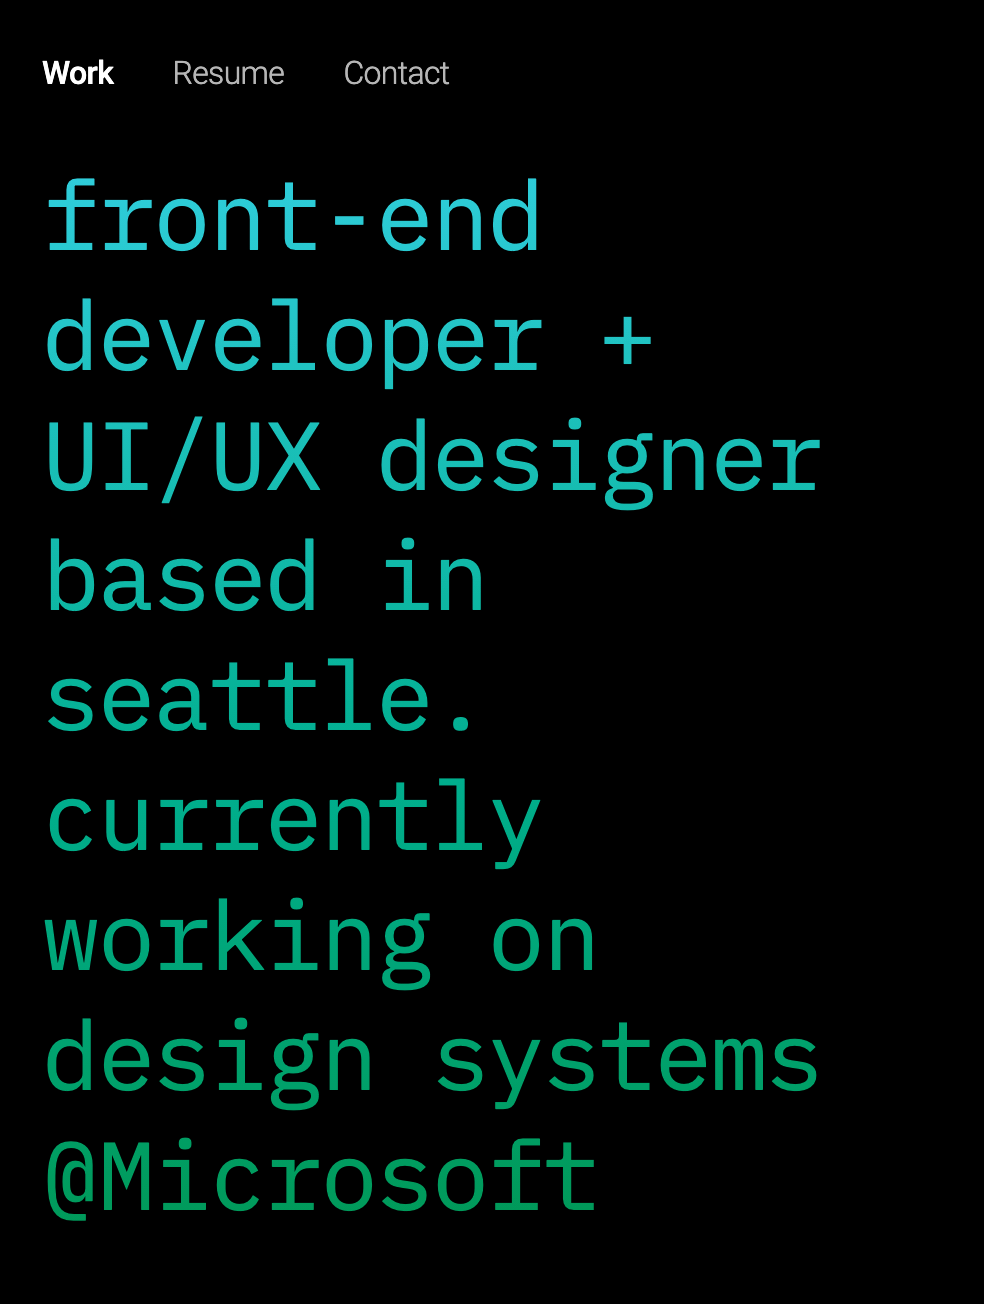 Work Resume Contact
front-end
developer +
UI/UX designer
based in
seattle.
currently
working on
design systems
@Microsoft